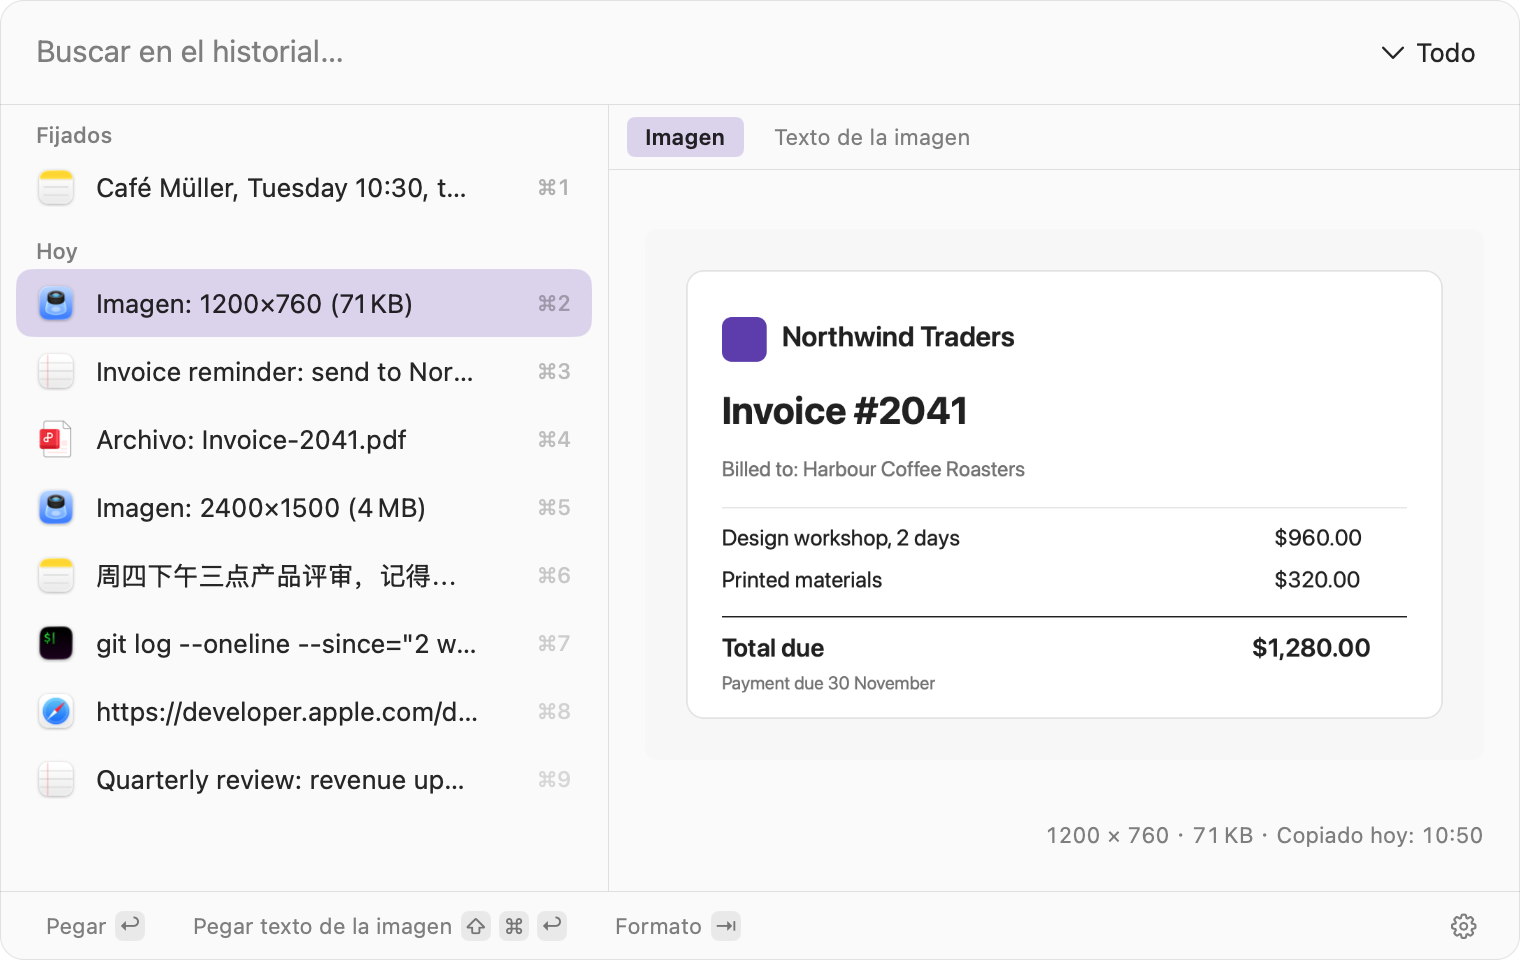 Buscar en el historial...
Todo
Fijados
Café Müller, Tuesday 10:30, t... ⌘1
Hoy
Imagen: 1200×760 (71 KB) ⌘2
Invoice reminder: send to Nor... ⌘3
Archivo: Invoice-2041.pdf ⌘4
Imagen: 2400×1500 (4 MB) ⌘5
周四下午三点产品评审，记得... ⌘6
$|
git log --oneline --since="2 w... ⌘7
https://developer.apple.com/d... ⌘8
Quarterly review: revenue up... ⌘9
Imagen Texto de la imagen
Northwind Traders
Invoice #2041
Billed to: Harbour Coffee Roasters
Design workshop, 2 days $960.00
Printed materials $320.00
Total due $1,280.00
Payment due 30 November
1200 × 760 · 71 KB · Copiado hoy: 10:50
Pegar ↩ Pegar texto de la imagen ⇧ ⌘ ↩ Formato ⇥